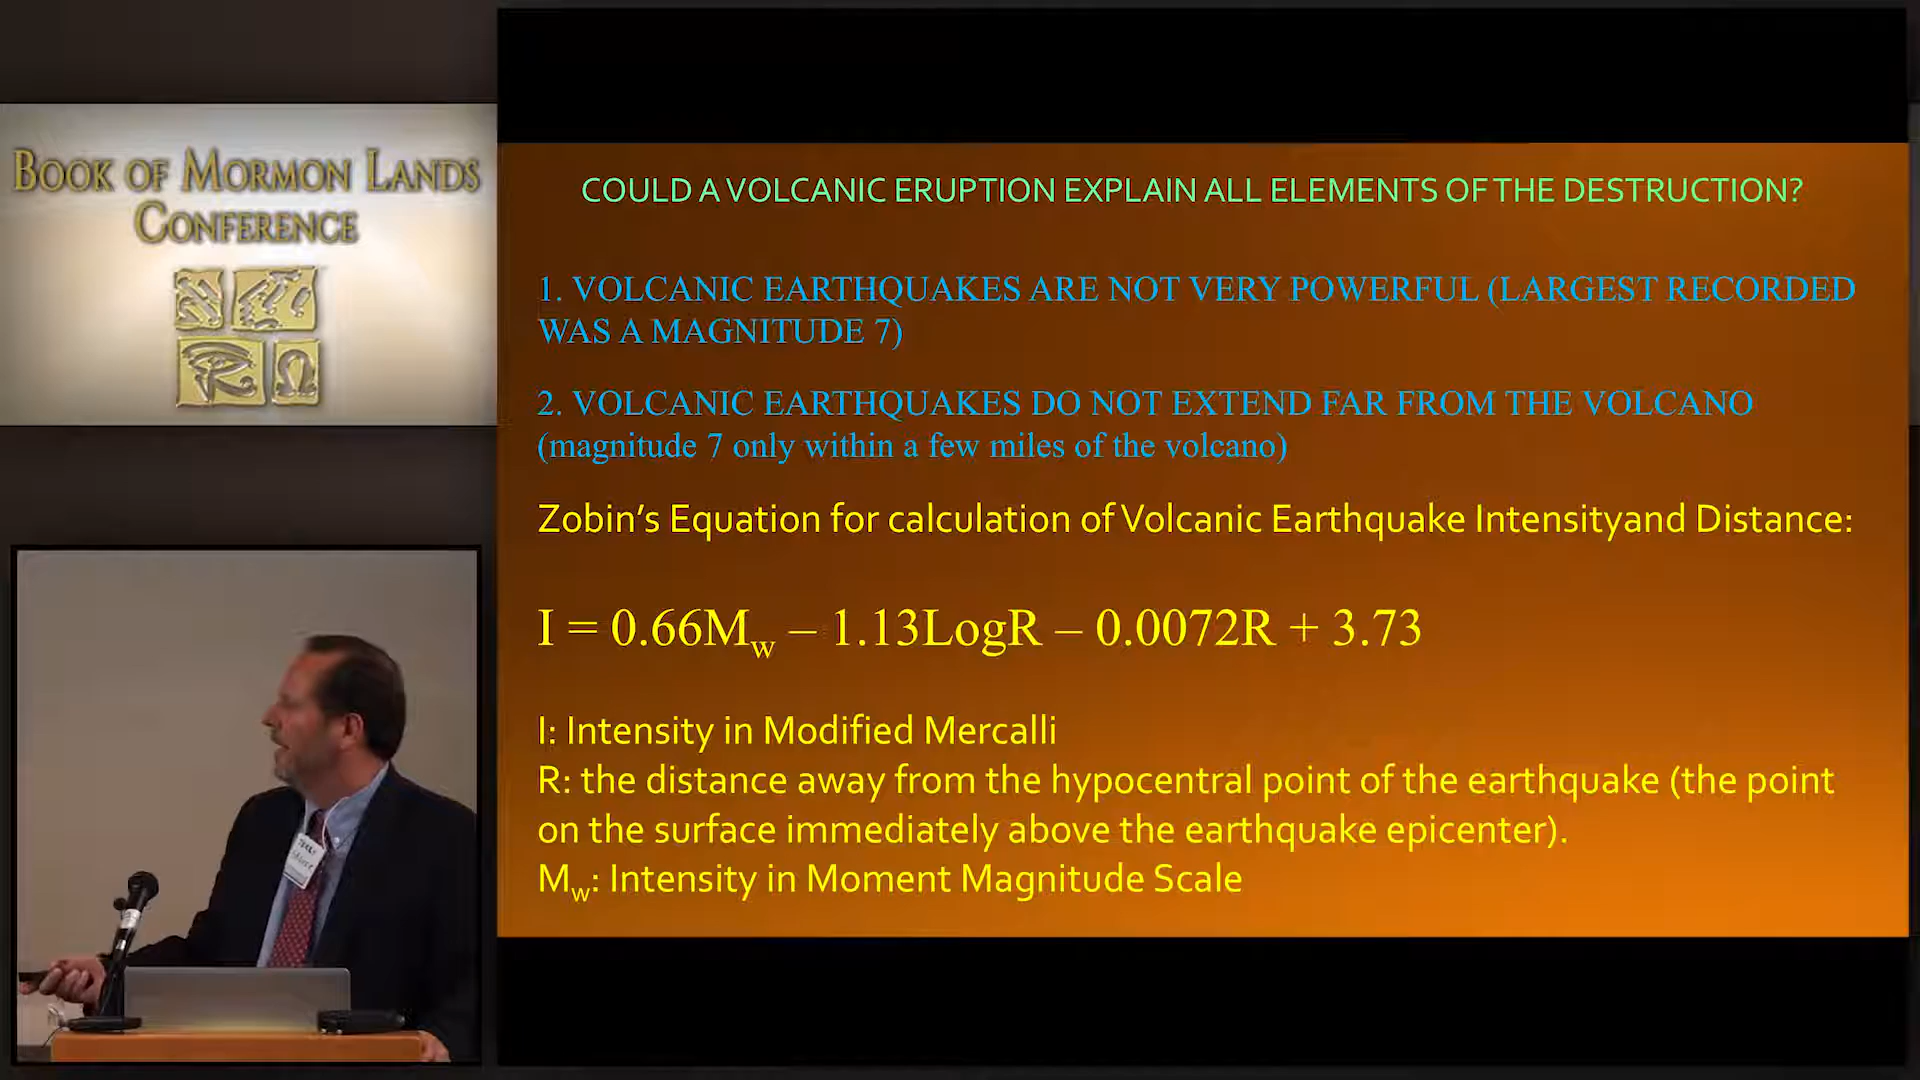 BOOK OF MORMON LANDS
CONFERENCE
COULD A VOLCANIC ERUPTION EXPLAIN ALL ELEMENTS OF THE DESTRUCTION?
1. VOLCANIC EARTHQUAKES ARE NOT VERY POWERFUL (LARGEST RECORDED
WAS A MAGNITUDE 7)
2. VOLCANIC EARTHQUAKES DO NOT EXTEND FAR FROM THE VOLCANO
(magnitude 7 only within a few miles of the volcano)
Zobin’s Equation for calculation of Volcanic Earthquake Intensityand Distance:
I = 0.66Mw – 1.13LogR – 0.0072R + 3.73
I: Intensity in Modified Mercalli
R: the distance away from the hypocentral point of the earthquake (the point
on the surface immediately above the earthquake epicenter).
Mw: Intensity in Moment Magnitude Scale